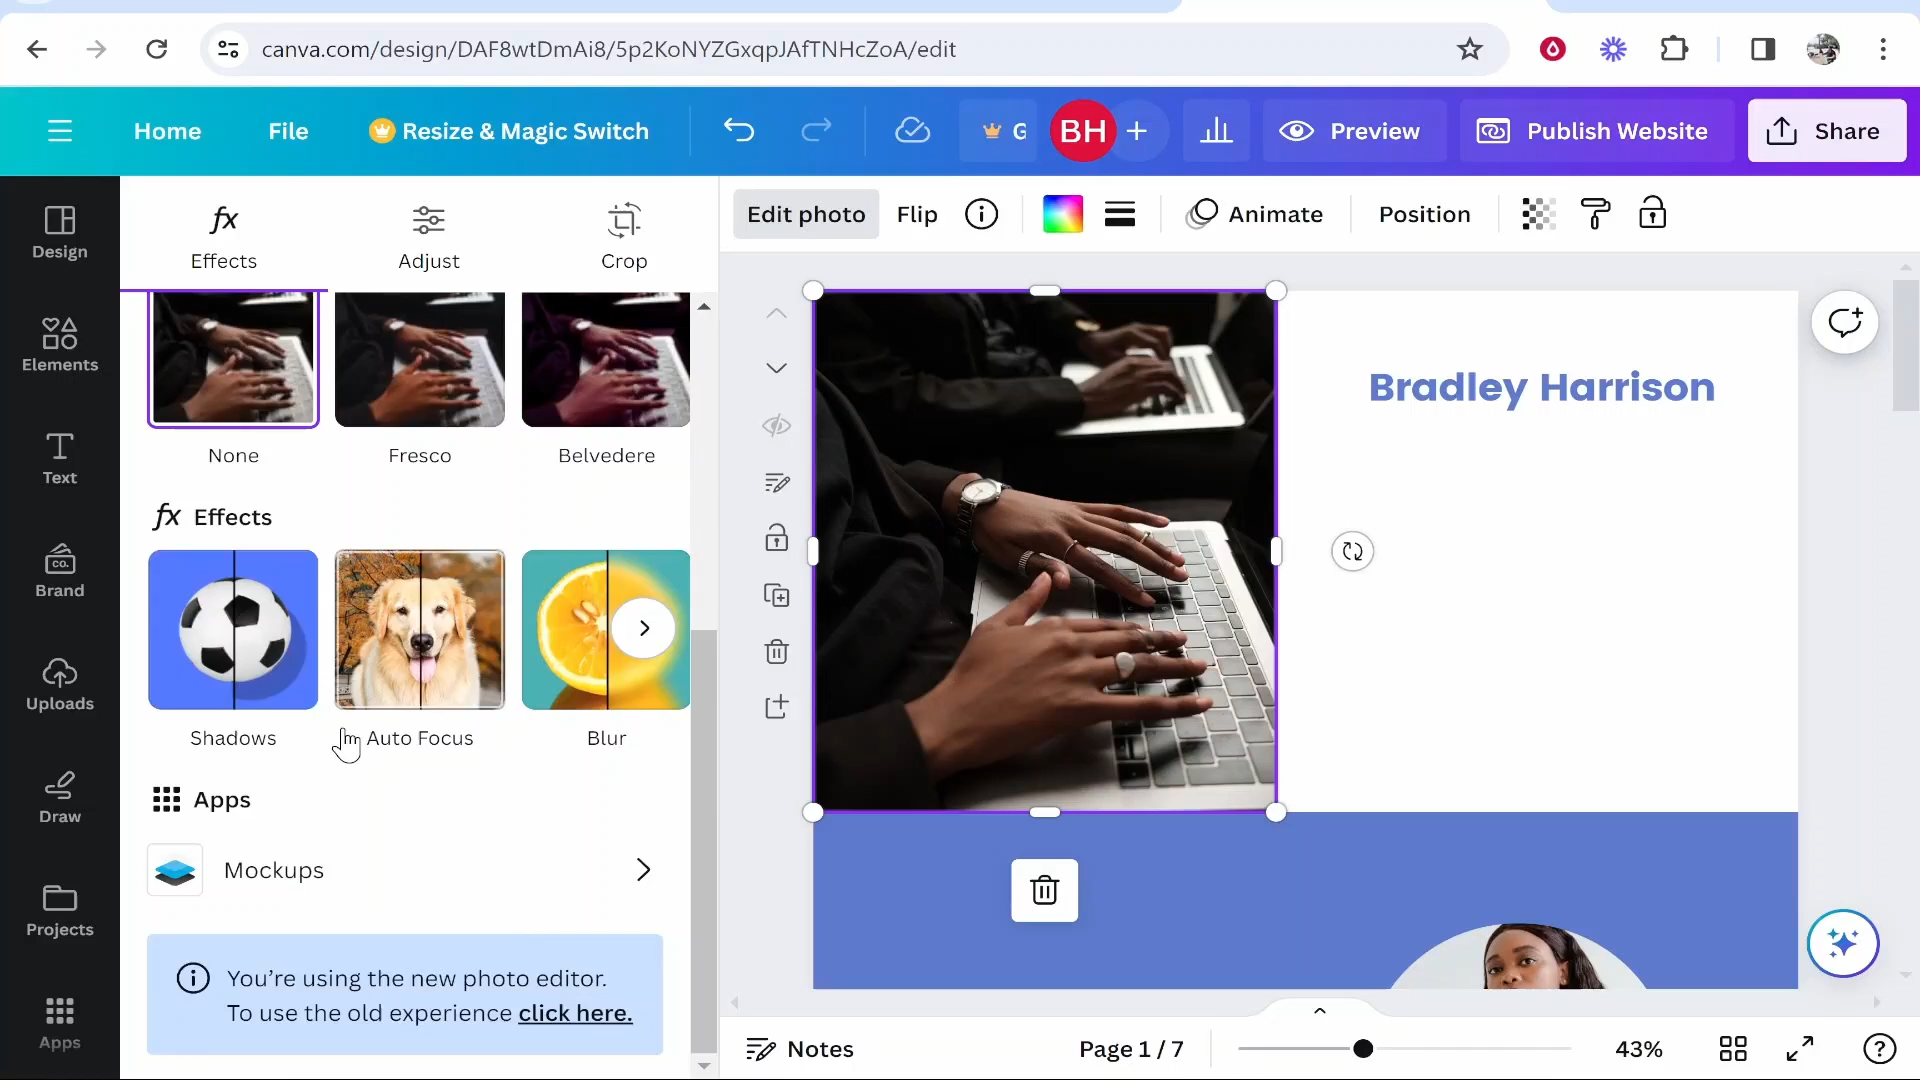 canva.com/design/DAF8wtDmAi8/5p2KoNYZGxqpJAfTNHcZoA/edit
Home
File
Resize & Magic Switch
G
BH
Preview
Publish Website
Share
Design
Elements
Text
CO.
Brand
Uploads
Draw
Projects
Apps
fx
Effects
Adjust
Crop
None
Fresco
Belvedere
fx Effects
Shadows
Auto Focus
Blur
Apps
Mockups
You’re using the new photo editor.
To use the old experience click here.
Edit photo
Flip
Animate
Position
Bradley Harrison
Notes
Page 1 / 7
43%